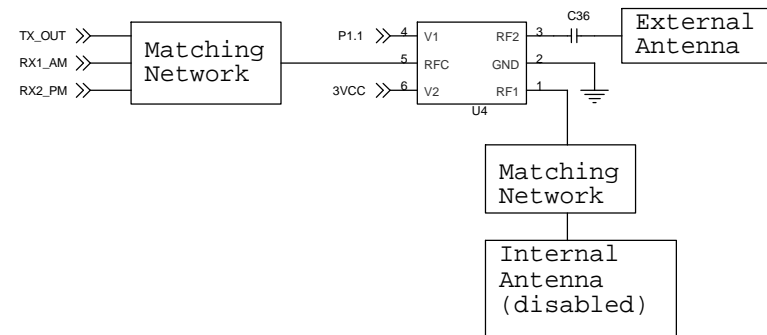 C36
External
Antenna
TX_OUT
RX1_AM
RX2_PM
Matching
Network
P1.1
3VCC
4
5
6
V1
RFC
V2
RF2
GND
RF1
3
2
1
U4
Matching
Network
Internal
Antenna
(disabled)